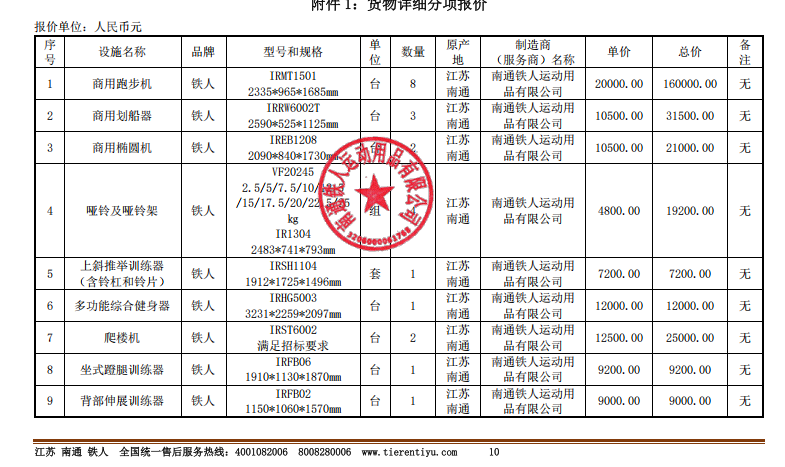 附件 1：货物详细分项报价
报价单位：人民币元
序号 设施名称 品牌 型号和规格 单位 数量 原产地 制造商（服务商）名称 单价 总价 备注
1 商用跑步机 铁人 IRMT1501 2335*965*1685mm 台 8 江苏南通 南通铁人运动用品有限公司 20000.00 160000.00 无
2 商用划船器 铁人 IRRW6002T 2590*525*1125mm 台 3 江苏南通 南通铁人运动用品有限公司 10500.00 31500.00 无
3 商用椭圆机 铁人 IREB1208 2090*840*1730mm 台 2 江苏南通 南通铁人运动用品有限公司 10500.00 21000.00 无
4 哑铃及哑铃架 铁人 VF20245 2.5/5/7.5/10/12.5/15/17.5/20/22.5/25kg IR1304 2483*741*793mm 组 江苏南通 南通铁人运动用品有限公司 4800.00 19200.00 无
5 上斜推举训练器（含铃杠和铃片） 铁人 IRSH1104 1912*1725*1496mm 套 1 江苏南通 南通铁人运动用品有限公司 7200.00 7200.00 无
6 多功能综合健身器 铁人 IRHG5003 3231*2259*2097mm 台 1 江苏南通 南通铁人运动用品有限公司 12000.00 12000.00 无
7 爬楼机 铁人 IRST6002 满足招标要求 台 2 江苏南通 南通铁人运动用品有限公司 12500.00 25000.00 无
8 坐式蹬腿训练器 铁人 IRFB06 1910*1130*1870mm 台 1 江苏南通 南通铁人运动用品有限公司 9200.00 9200.00 无
9 背部伸展训练器 铁人 IRFB02 1150*1060*1570mm 台 1 江苏南通 南通铁人运动用品有限公司 9000.00 9000.00 无
南通铁人运动用品有限公司
江苏 南通 铁人 全国统一售后服务热线：4001082006 8008280006 www.tierentiyu.com 10